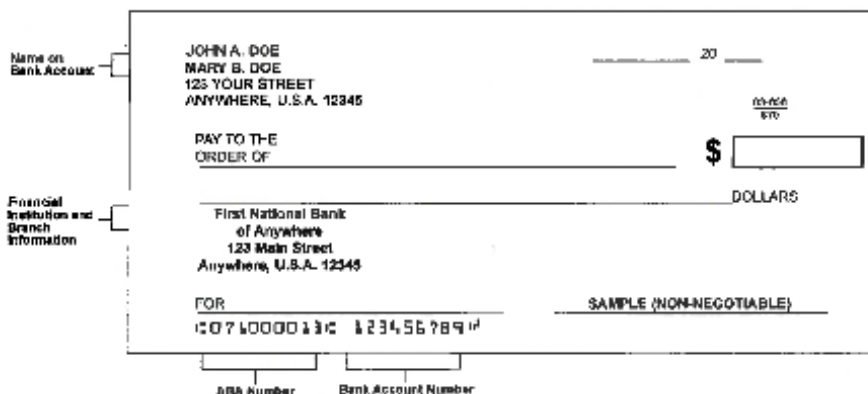 Name on
Bank Account
JOHN A. DOE
MARY B. DOE
123 YOUR STREET
ANYWHERE, U.S.A. 12345
20
PAY TO THE
ORDER OF
$
DOLLARS
Financial
Institution and
Branch
Information
First National Bank
of Anywhere
123 Main Street
Anywhere, U.S.A. 12345
FOR
SAMPLE (NON-NEGOTIABLE)
123456789
ABA Number
Bank Account Number